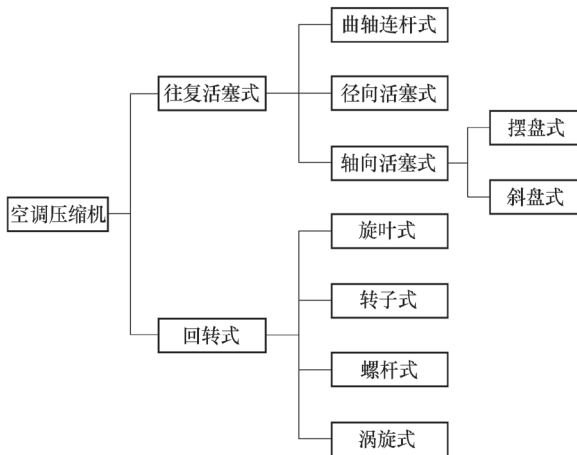 空调压缩机
往复活塞式
曲轴连杆式
径向活塞式
轴向活塞式
摆盘式
斜盘式
回转式
旋叶式
转子式
螺杆式
涡旋式